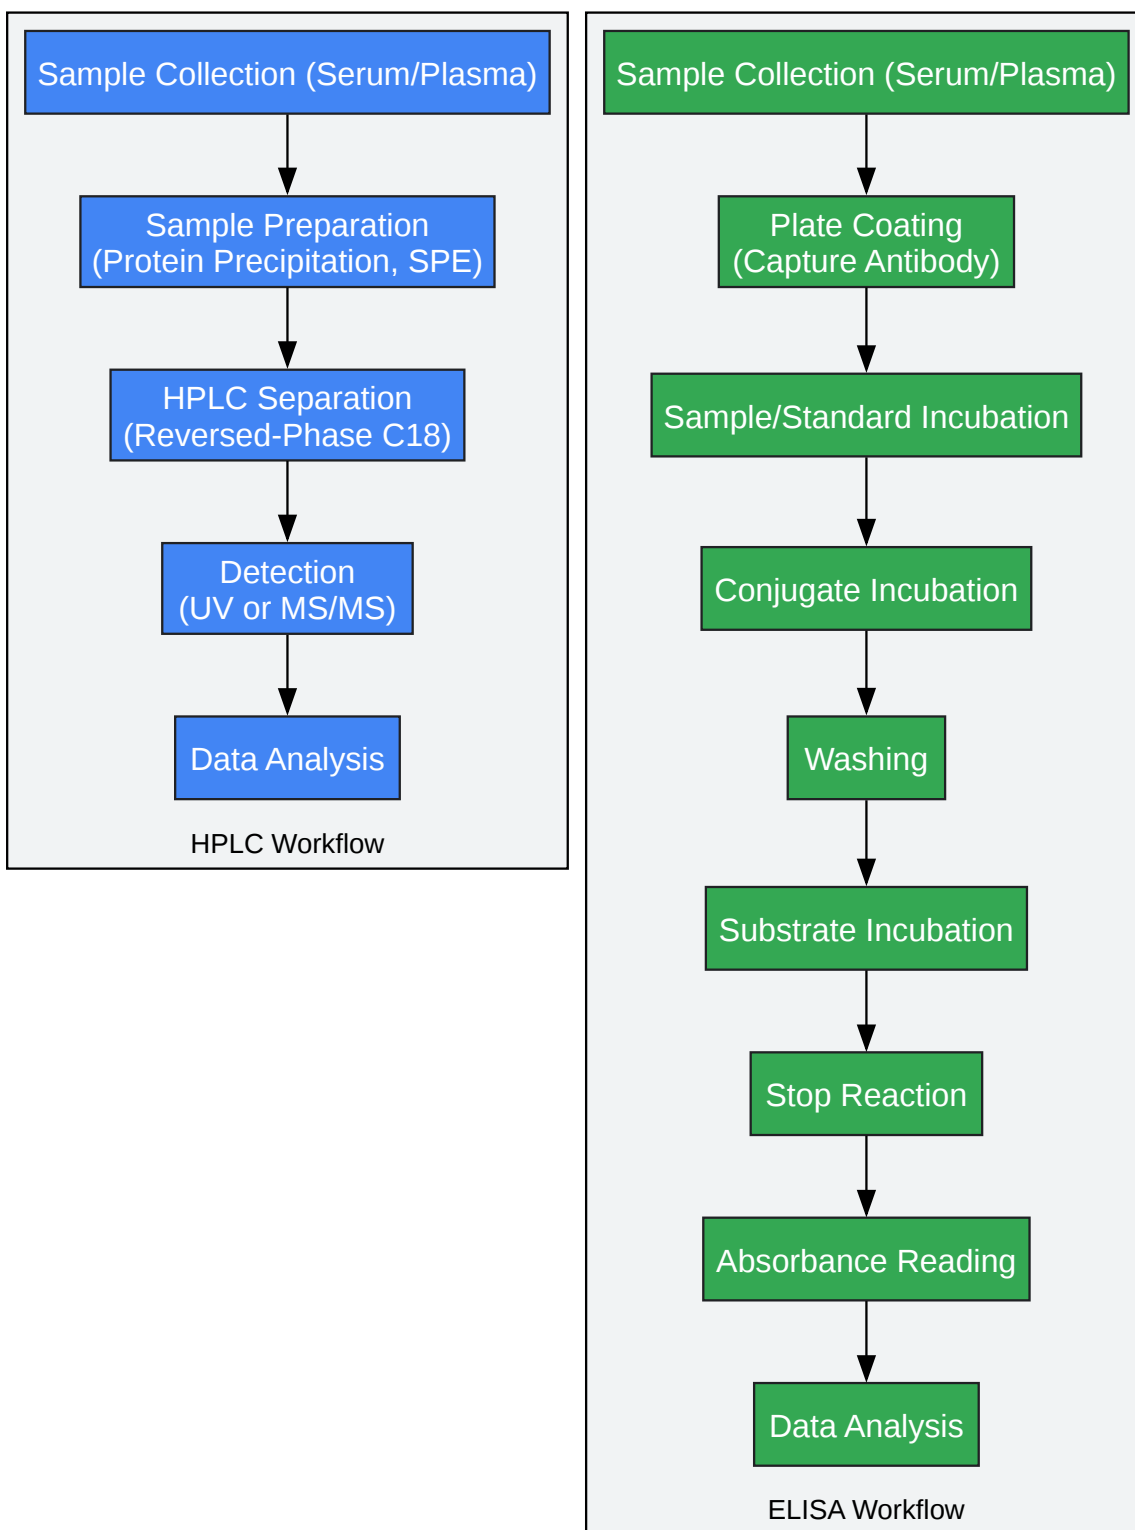 Sample Collection (Serum/Plasma)
Sample Preparation
(Protein Precipitation, SPE)
HPLC Separation
(Reversed-Phase C18)
Detection
(UV or MS/MS)
Data Analysis
HPLC Workflow
Sample Collection (Serum/Plasma)
Plate Coating
(Capture Antibody)
Sample/Standard Incubation
Conjugate Incubation
Washing
Substrate Incubation
Stop Reaction
Absorbance Reading
Data Analysis
ELISA Workflow